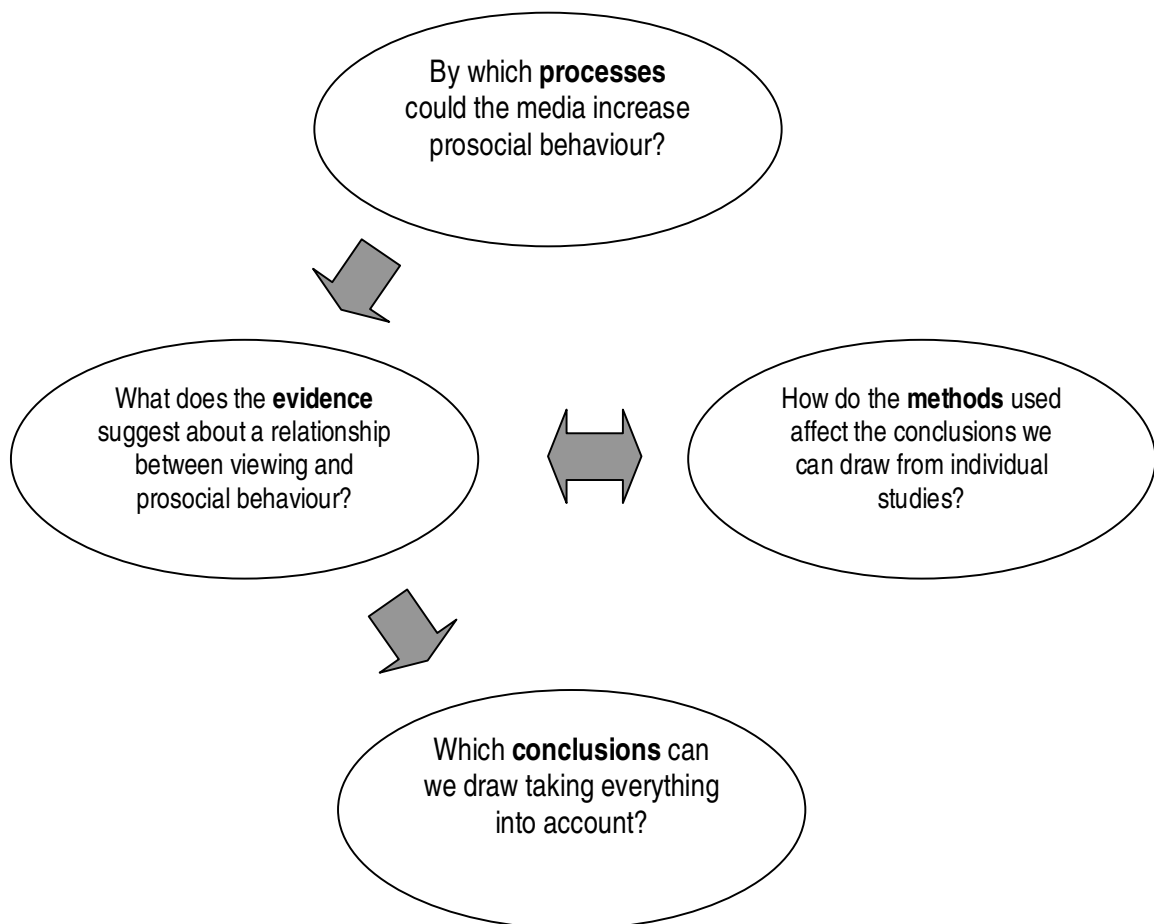 By which processes
could the media increase
prosocial behaviour?
What does the evidence
suggest about a relationship
between viewing and
prosocial behaviour?
How do the methods used
affect the conclusions we
can draw from individual
studies?
Which conclusions can
we draw taking everything
into account?